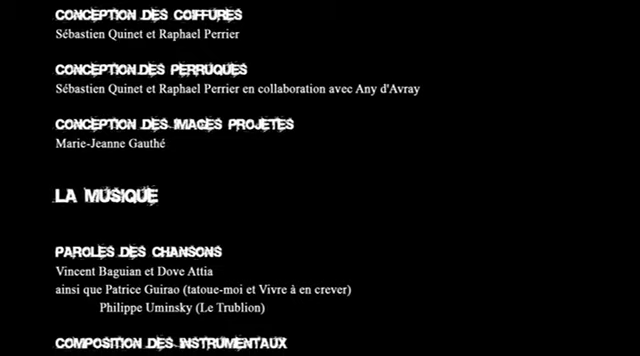 CONCEPTION DES COIFFURES
Sébastien Quinet et Raphael Perrier
CONCEPTION DES PERRUQUES
Sébastien Quinet et Raphael Perrier en collaboration avec Any d'Avray
CONCEPTION DES IMAGES PROJETES
Marie-Jeanne Gauthé
LA MUSIQUE
PAROLES DES CHANSONS
Vincent Baguian et Dove Attia
ainsi que Patrice Guirao (tatoue-moi et Vivre à en crever)
Philippe Uminsky (Le Trublion)
COMPOSITION DES INSTRUMENTAUX